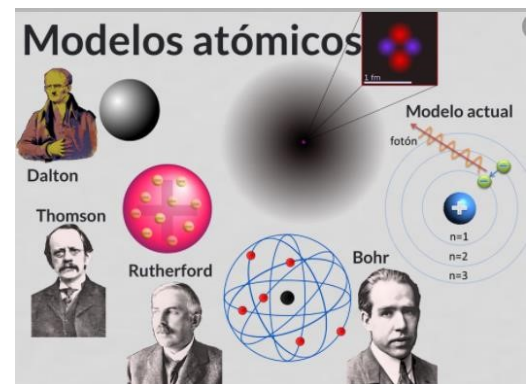 Modelos atómicos
1 fm
Modelo actual
fotón
Dalton
Thomson
Rutherford
Bohr
n=1
n=2
n=3